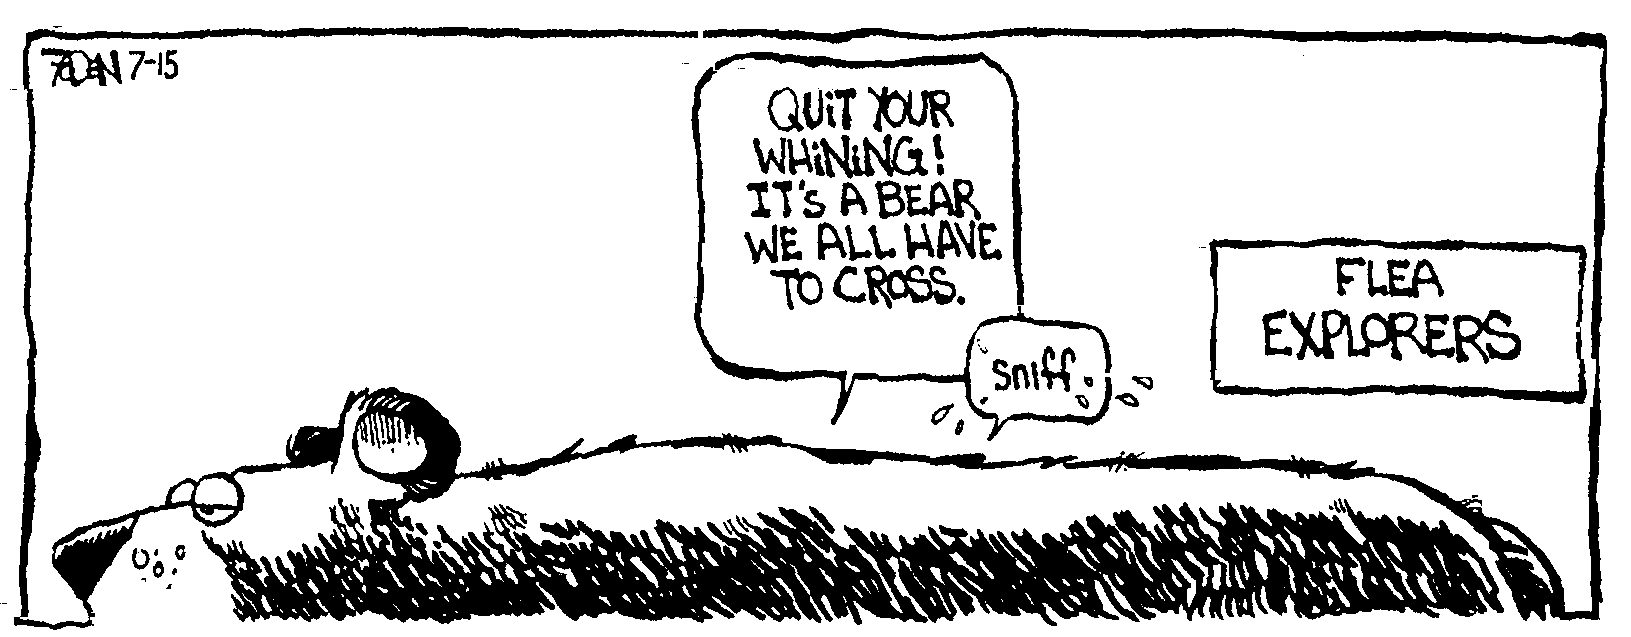 7-15
QUiT YOUR
WHiNiNG!
IT'S A BEAR
WE ALL HAVE
TO CROSS.
Sniff.
FLEA
EXPLORERS